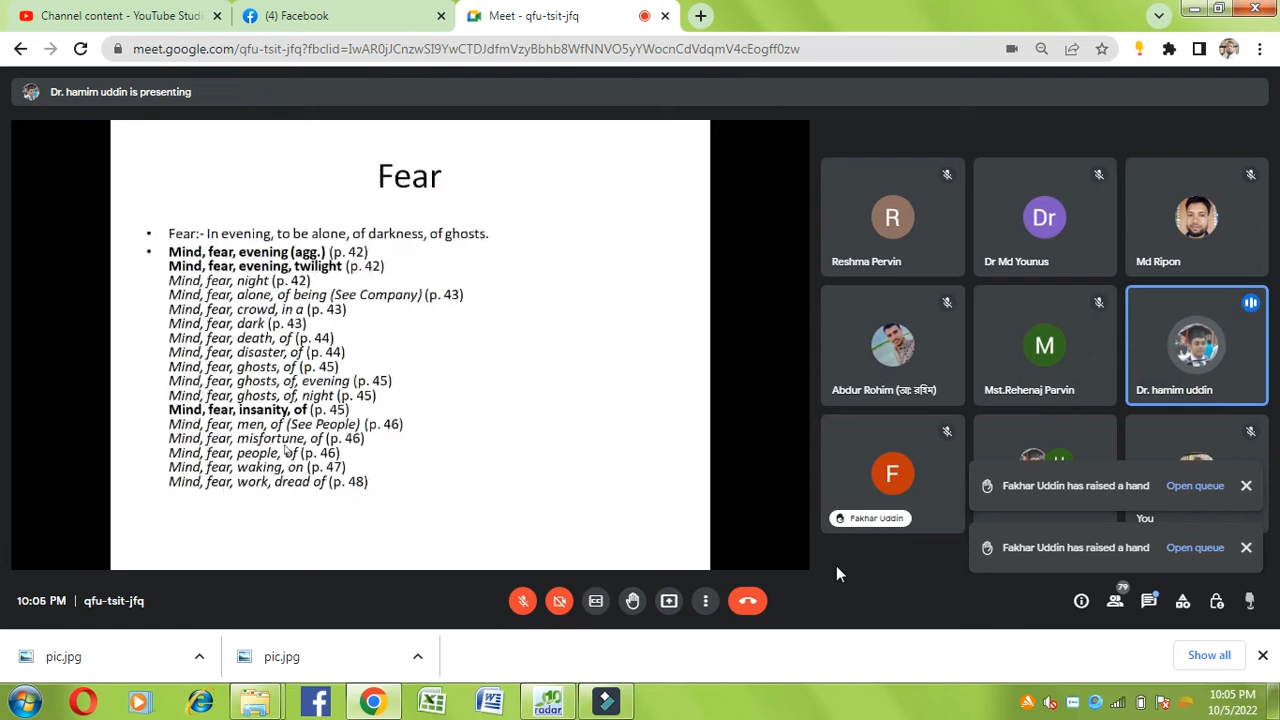 Channel content - YouTube Studi
(4) Facebook
Meet - qfu-tsit-jfq
meet.google.com/qfu-tsit-jfq?fbclid=IwAR0jJCnzwSI9YwCTDJdfmVzyBbhb8WfNNVO5yYWocnCdVdqmV4cEogff0zw
Dr. hamim uddin is presenting
Fear
• Fear:- In evening, to be alone, of darkness, of ghosts.
• Mind, fear, evening (agg.) (p. 42)
Mind, fear, evening, twilight (p. 42)
Mind, fear, night (p. 42)
Mind, fear, alone, of being (See Company) (p. 43)
Mind, fear, crowd, in a (p. 43)
Mind, fear, dark (p. 43)
Mind, fear, death, of (p. 44)
Mind, fear, disaster, of (p. 44)
Mind, fear, ghosts, of (p. 45)
Mind, fear, ghosts, of, evening (p. 45)
Mind, fear, ghosts, of, night (p. 45)
Mind, fear, insanity, of (p. 45)
Mind, fear, men, of (See People) (p. 46)
Mind, fear, misfortune, of (p. 46)
Mind, fear, people, of (p. 46)
Mind, fear, waking, on (p. 47)
Mind, fear, work, dread of (p. 48)
R
Reshma Pervin
Dr
Dr Md Younus
Md Ripon
Abdur Rohim (আঃ রহিম)
M
Mst.Rehenaj Parvin
Dr. hamim uddin
F
Fakhar Uddin
Fakhar Uddin has raised a hand Open queue
You
Fakhar Uddin has raised a hand Open queue
10:05 PM | qfu-tsit-jfq
79
pic.jpg
pic.jpg
Show all
10
radar
10:05 PM
10/5/2022